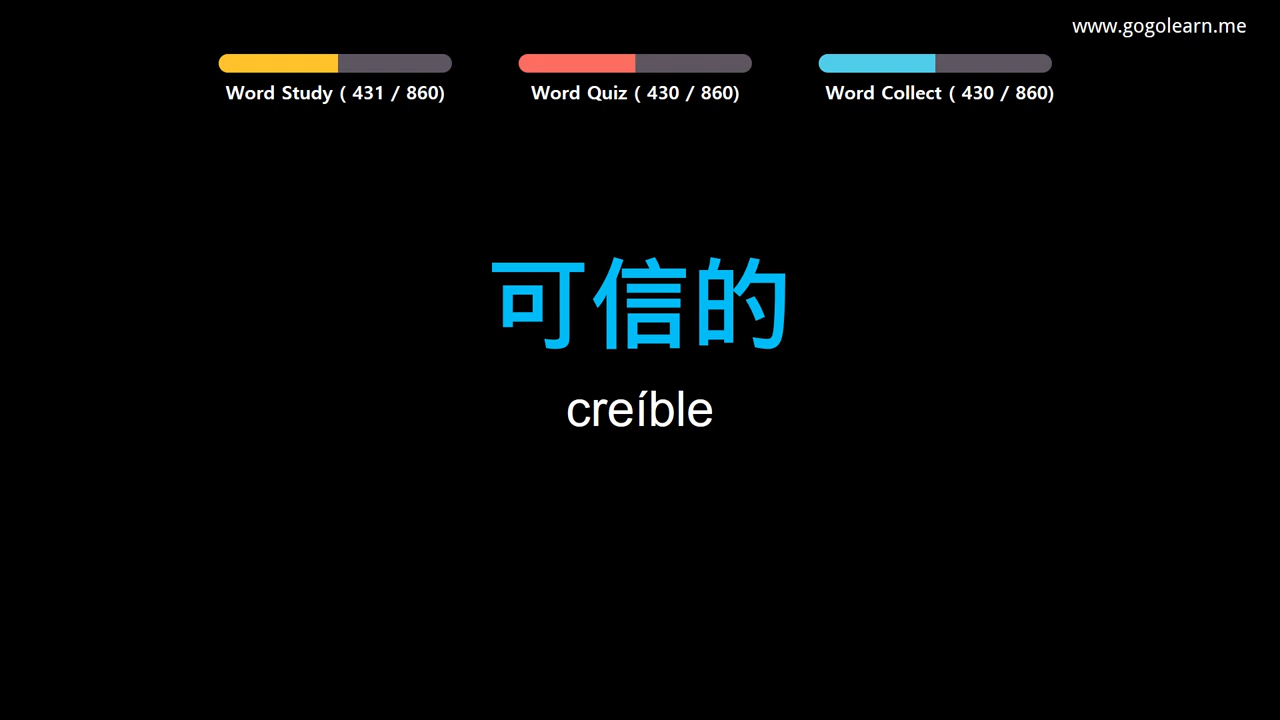 www.gogolearn.me
Word Study ( 431 / 860)
Word Quiz ( 430 / 860)
Word Collect ( 430 / 860)
可信的
creíble